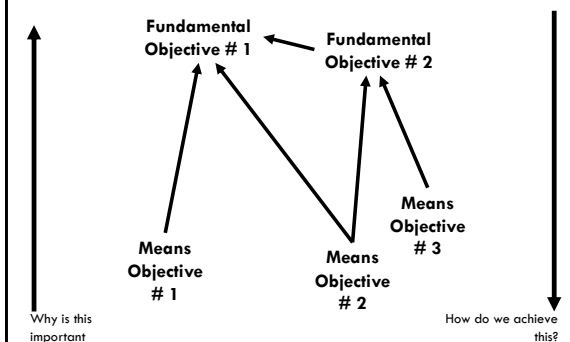 Fundamental
Objective # 1
Fundamental
Objective # 2
Means
Objective
# 3
Means
Objective
# 1
Means
Objective
# 2
Why is this
important
How do we achieve
this?